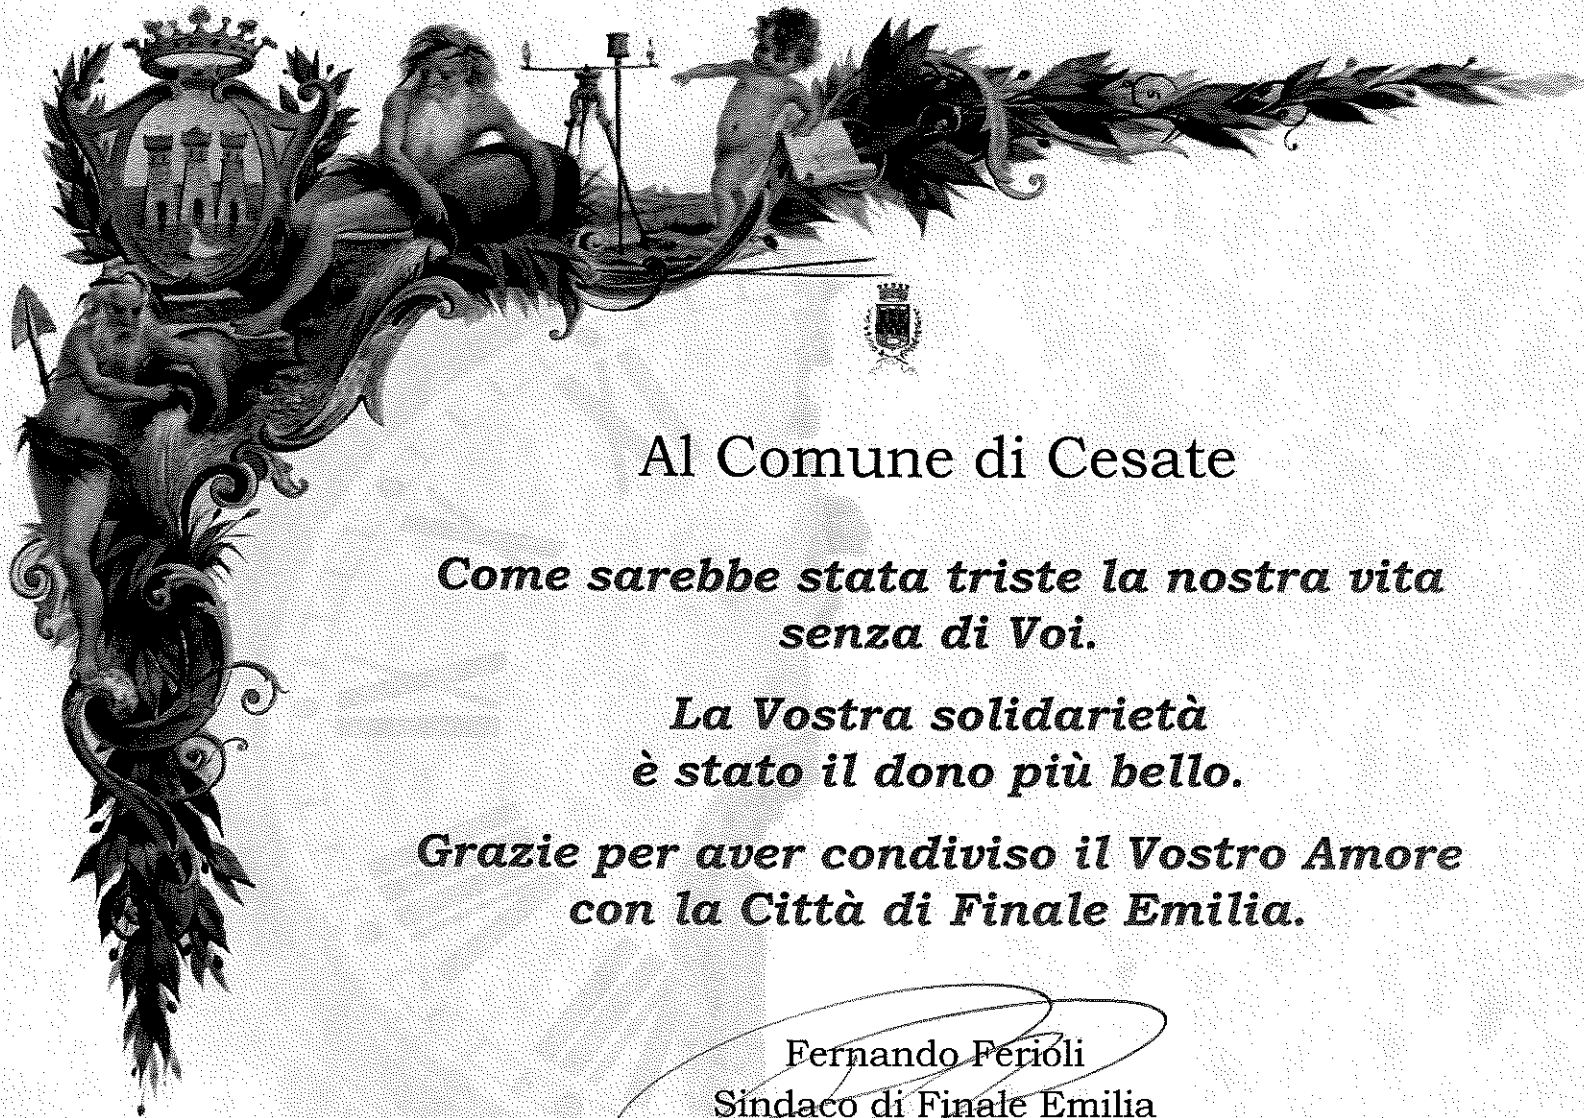 Al Comune di Cesate
Come sarebbe stata triste la nostra vita
senza di Voi.
La Vostra solidarietà
è stato il dono più bello.
Grazie per aver condiviso il Vostro Amore
con la Città di Finale Emilia.
Fernando Ferioli
Sindaco di Finale Emilia